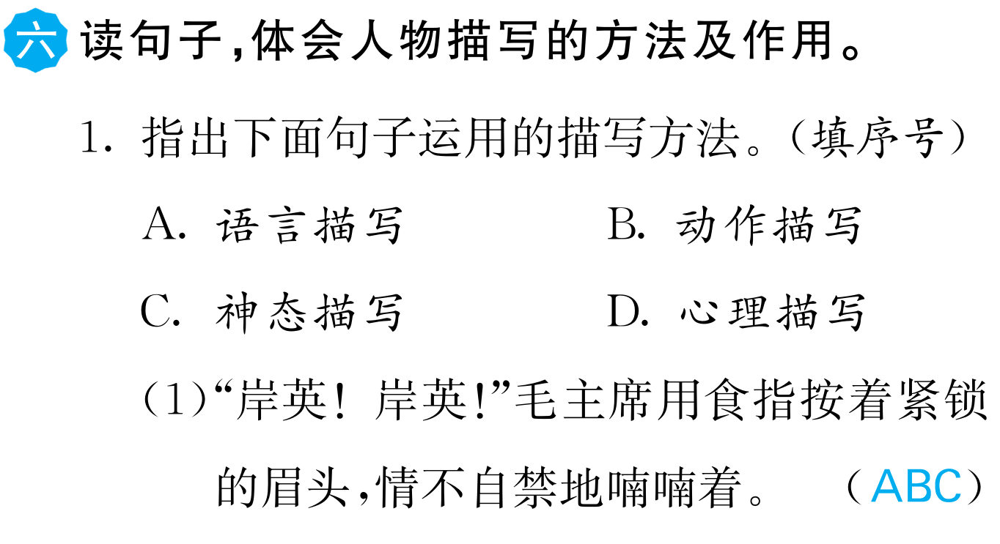 六 读句子,体会人物描写的方法及作用。
1. 指出下面句子运用的描写方法。(填序号)
A. 语言描写 B. 动作描写
C. 神态描写 D. 心理描写
(1)“岸英! 岸英!”毛主席用食指按着紧锁
的眉头,情不自禁地喃喃着。 (ABC)